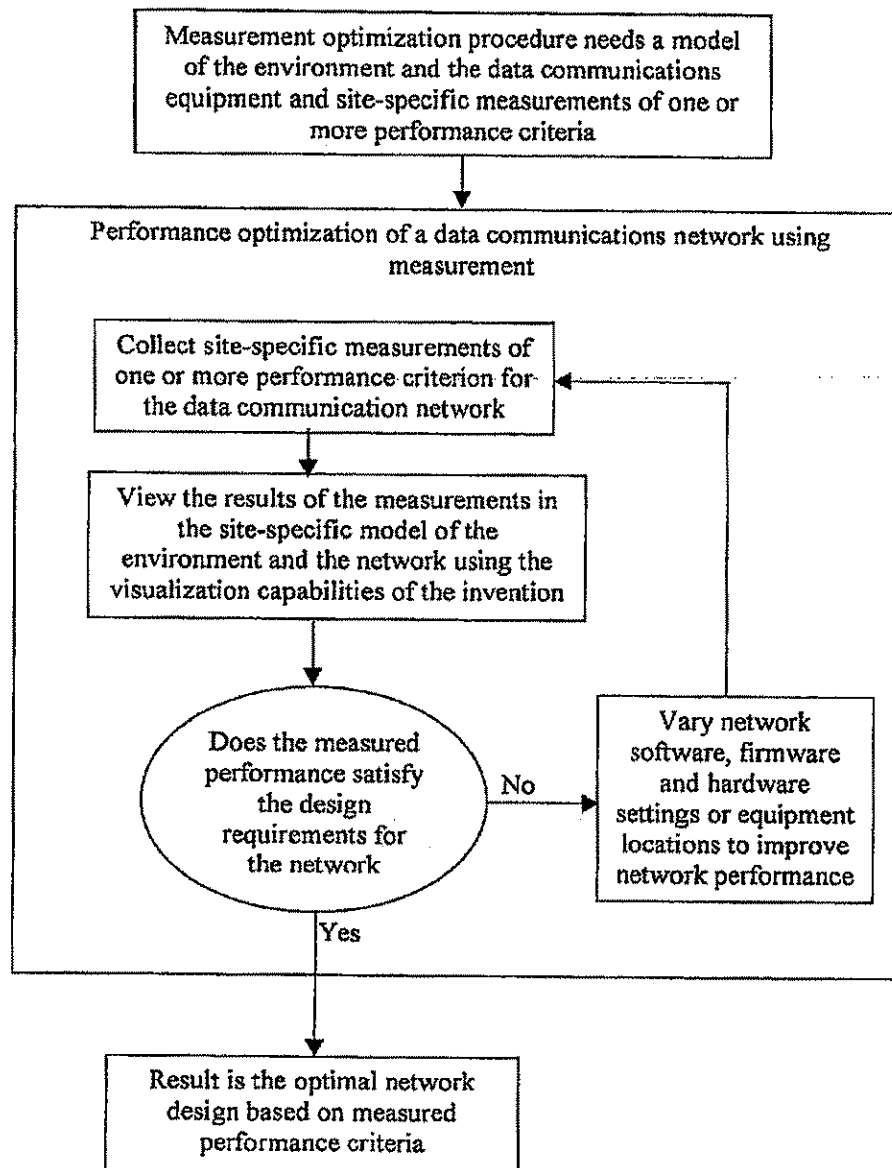 Measurement optimization procedure needs a model
of the environment and the data communications
equipment and site-specific measurements of one or
more performance criteria
Performance optimization of a data communications network using
measurement
Collect site-specific measurements of
one or more performance criterion for
the data communication network
View the results of the measurements in
the site-specific model of the
environment and the network using the
visualization capabilities of the invention
Does the measured
performance satisfy
the design
requirements for
the network
No
Vary network
software, firmware
and hardware
settings or equipment
locations to improve
network performance
Yes
Result is the optimal network
design based on measured
performance criteria